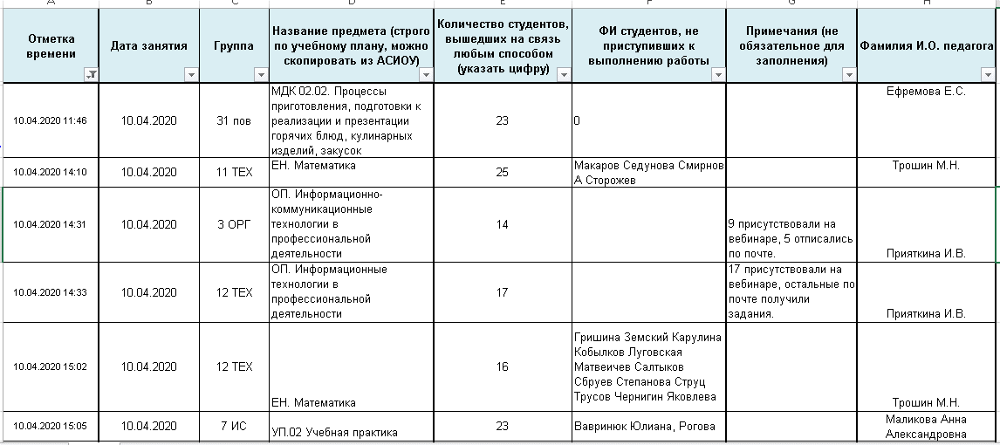 A B C D E F G H
Отметка
времени
Дата занятия
Группа
Название предмета (строго
по учебному плану, можно
скопировать из АСИОУ)
Количество студентов,
вышедших на связь
любым способом
(указать цифру)
ФИ студентов, не
приступивших к
выполнению работы
Примечания (не
обязательное для
заполнения)
Фамилия И.О. педагога
10.04.2020 11:46
10.04.2020
31 пов
МДК 02.02. Процессы
приготовления, подготовки к
реализации и презентации
горячих блюд, кулинарных
изделий, закусок
23
0
Ефремова Е.С.
10.04.2020 14:10
10.04.2020
11 ТЕХ
ЕН. Математика
25
Макаров Седунова Смирнов
А Сторожев
Трошин М.Н.
10.04.2020 14:31
10.04.2020
3 ОРГ
ОП. Информационно-
коммуникационные
технологии в
профессиональной
деятельности
14
9 присутствовали на
вебинаре, 5 отписались
по почте.
Прияткина И.В.
10.04.2020 14:33
10.04.2020
12 ТЕХ
ОП. Информационные
технологии в
профессиональной
деятельности
17
17 присутствовали на
вебинаре, остальные по
почте получили
задания.
Прияткина И.В.
10.04.2020 15:02
10.04.2020
12 ТЕХ
ЕН. Математика
16
Гришина Земский Карулина
Кобылков Луговская
Матвеичев Салтыков
Сбруев Степанова Струц
Трусов Чернигин Яковлева
Трошин М.Н.
10.04.2020 15:05
10.04.2020
7 ИС
УП.02 Учебная практика
23
Вавринюк Юлиана, Рогова
Маликова Анна
Александровна